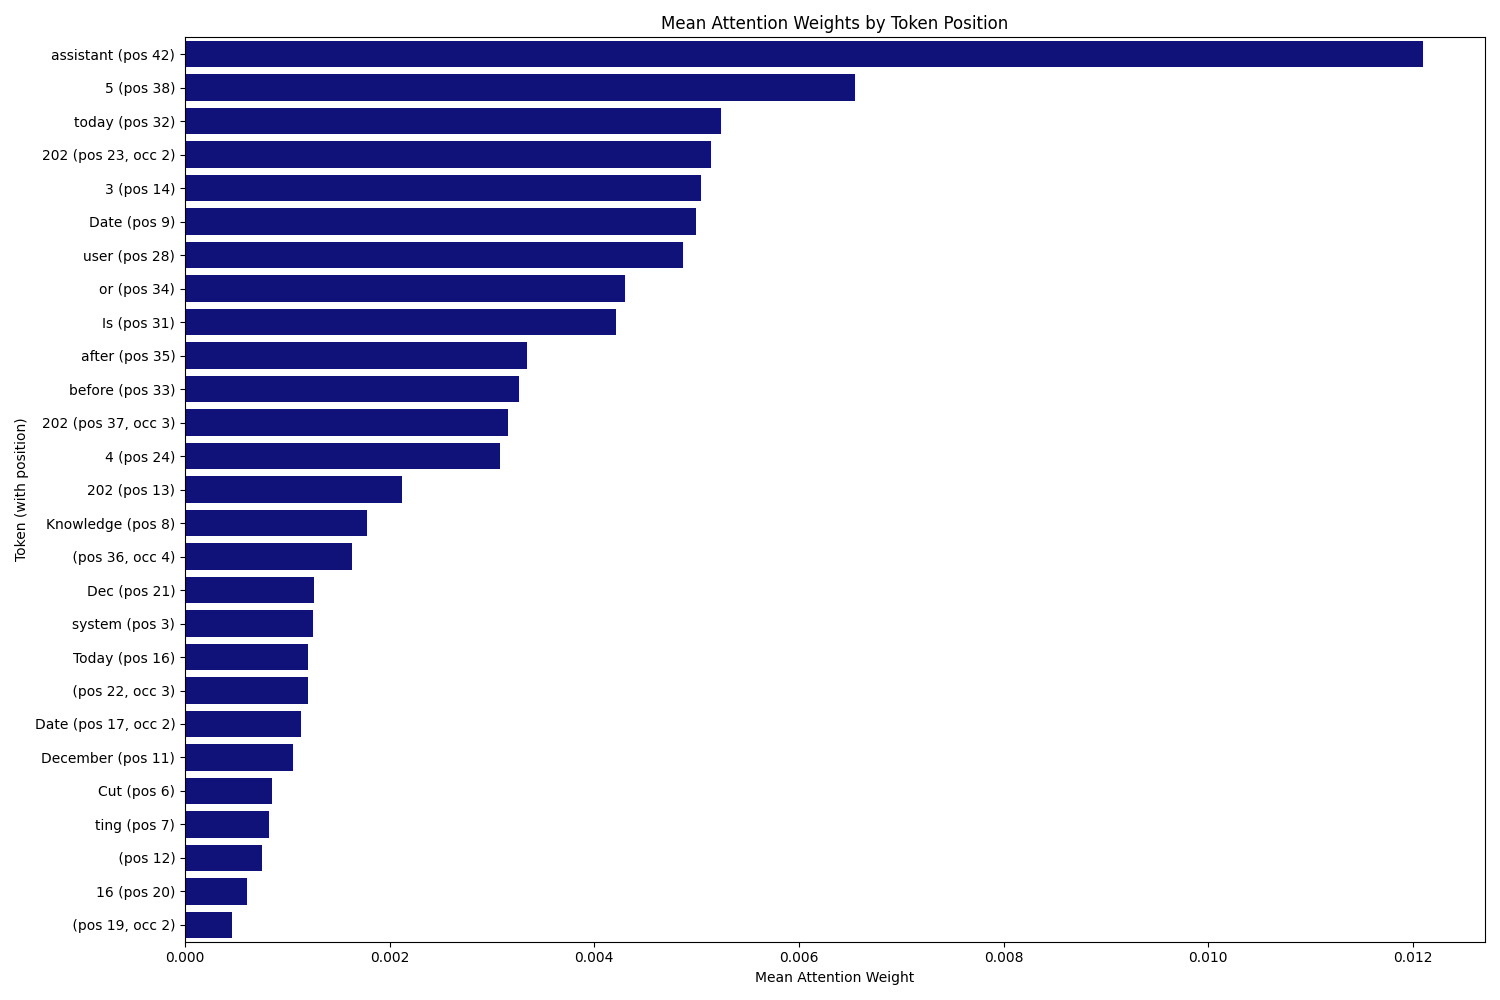 Mean Attention Weights by Token Position
assistant (pos 42)
5 (pos 38)
today (pos 32)
202 (pos 23, occ 2)
3 (pos 14)
Date (pos 9)
user (pos 28)
or (pos 34)
Is (pos 31)
after (pos 35)
before (pos 33)
202 (pos 37, occ 3)
4 (pos 24)
202 (pos 13)
Knowledge (pos 8)
(pos 36, occ 4)
Dec (pos 21)
system (pos 3)
Today (pos 16)
(pos 22, occ 3)
Date (pos 17, occ 2)
December (pos 11)
Cut (pos 6)
ting (pos 7)
(pos 12)
16 (pos 20)
(pos 19, occ 2)
Token (with position)
0.000 0.002 0.004 0.006 0.008 0.010 0.012
Mean Attention Weight